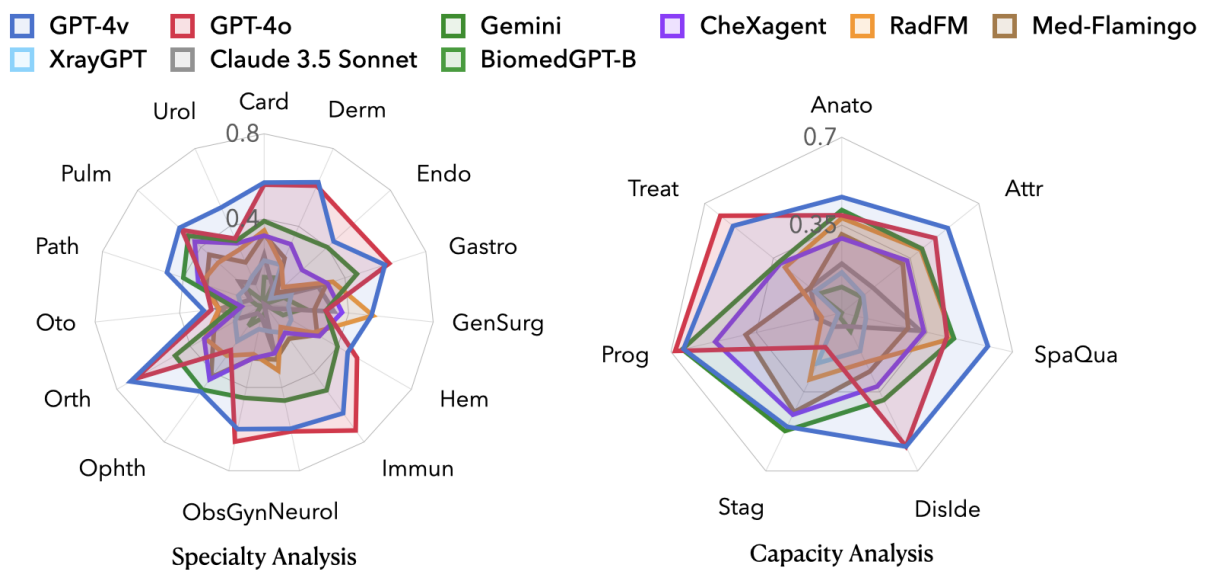 GPT-4v GPT-4o Gemini CheXagent RadFM Med-Flamingo
XrayGPT Claude 3.5 Sonnet BiomedGPT-B
Card
Urol
Derm
0.8
Pulm
Endo
0.4
Path
Gastro
Oto
GenSurg
Orth
Hem
Ophth
Immun
ObsGyn
Neurol
Specialty Analysis
Anato
0.7
Treat
Attr
0.35
Prog
SpaQua
Stag
DisIde
Capacity Analysis